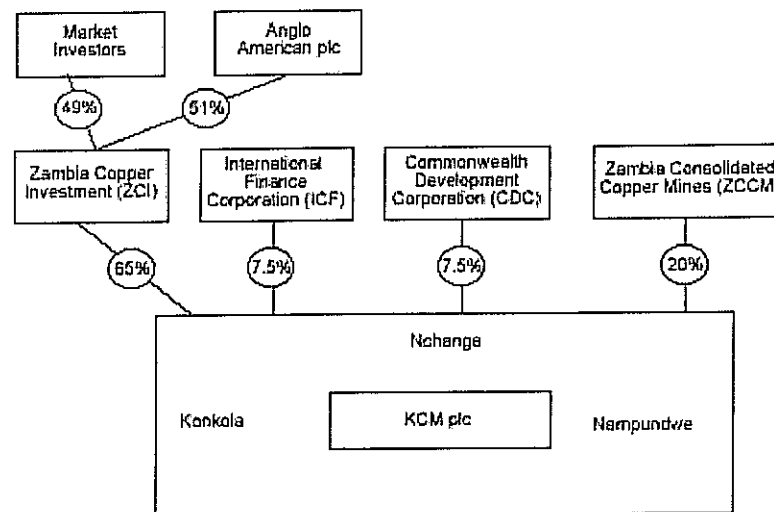 Market
Investors
Anglo
American plc
49%
51%
Zambia Copper
Investment (ZCI)
International
Finance
Corporation (ICF)
Commonwealth
Development
Corporation (CDC)
Zambia Consolidated
Copper Mines (ZCCM)
65%
7.5%
7.5%
20%
Nchanga
Konkola
KCM plc
Nampundwe